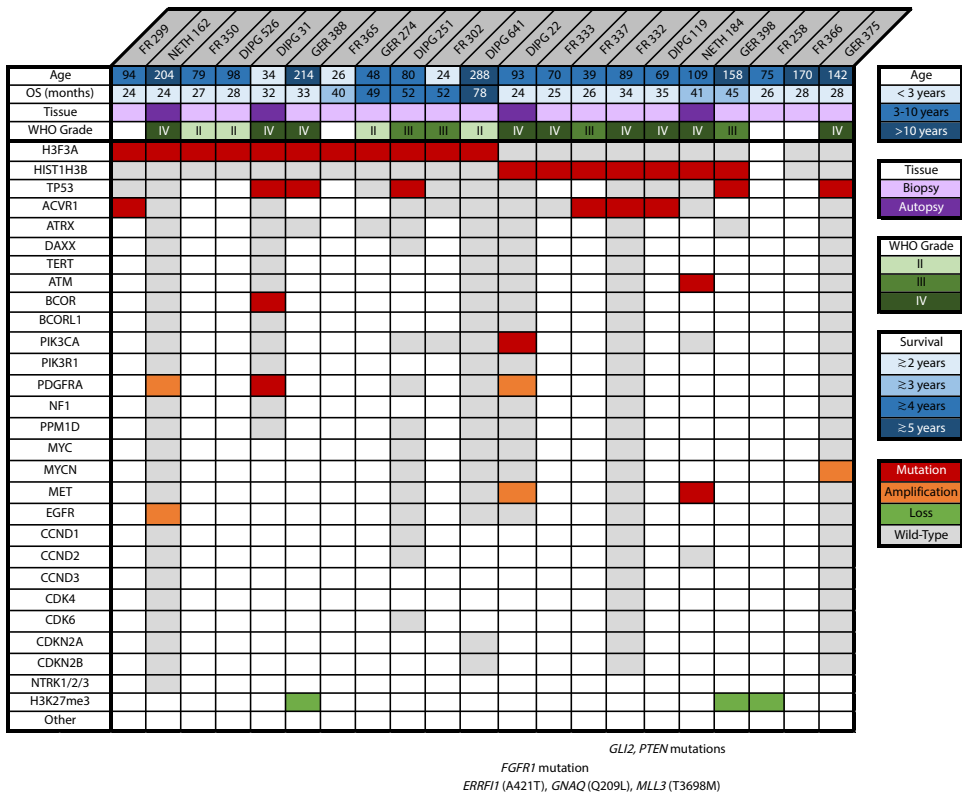 FR 299 NETH 162 FR 350 DIPG 526 DIPG 31 GER 388 FR 365 GER 274 DIPG 251 FR 302 DIPG 641 DIPG 22 FR 333 FR 337 FR 332 DIPG 119 NETH 184 GER 398 FR 258 FR 366 GER 375
Age 94 204 79 98 34 214 26 48 80 24 288 93 70 39 89 69 109 158 75 170 142
OS (months) 24 24 27 28 32 33 40 49 52 52 78 24 25 26 34 35 41 45 26 28 28
Tissue
WHO Grade IV II II IV IV II III III II IV IV III IV IV IV III IV
H3F3A
HIST1H3B
TP53
ACVR1
ATRX
DAXX
TERT
ATM
BCOR
BCORL1
PIK3CA
PIK3R1
PDGFRA
NF1
PPM1D
MYC
MYCN
MET
EGFR
CCND1
CCND2
CCND3
CDK4
CDK6
CDKN2A
CDKN2B
NTRK1/2/3
H3K27me3
Other
Age
< 3 years
3-10 years
>10 years
Tissue
Biopsy
Autopsy
WHO Grade
II
III
IV
Survival
≳2 years
≳3 years
≳4 years
≳5 years
Mutation
Amplification
Loss
Wild-Type
GLI2, PTEN mutations
FGFR1 mutation
ERRFI1 (A421T), GNAQ (Q209L), MLL3 (T3698M)